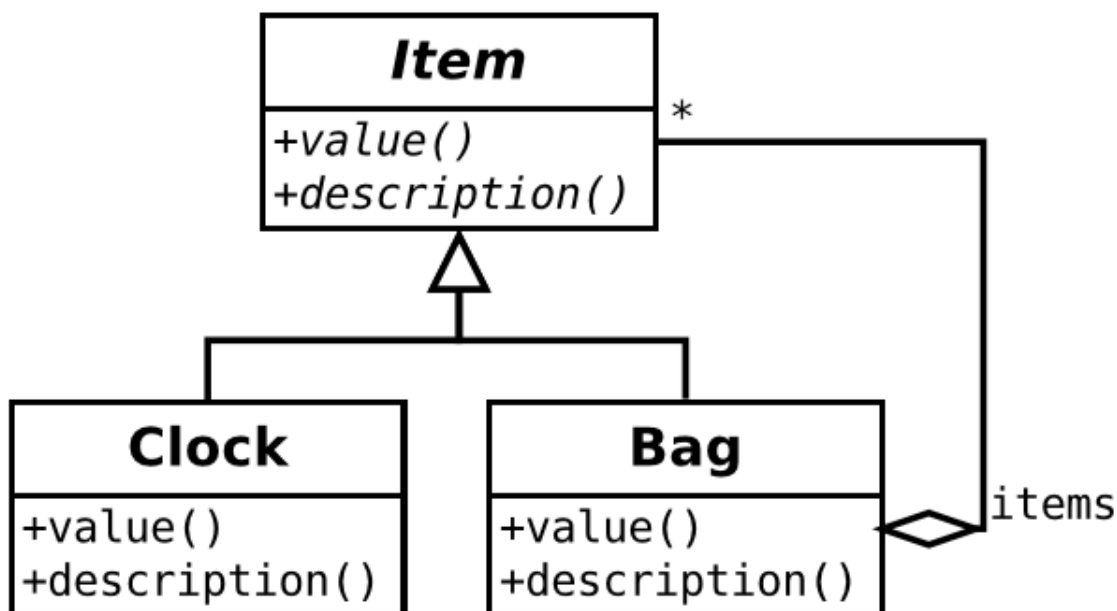 Item
+value()
+description()
*
Clock
+value()
+description()
Bag
+value()
+description()
items